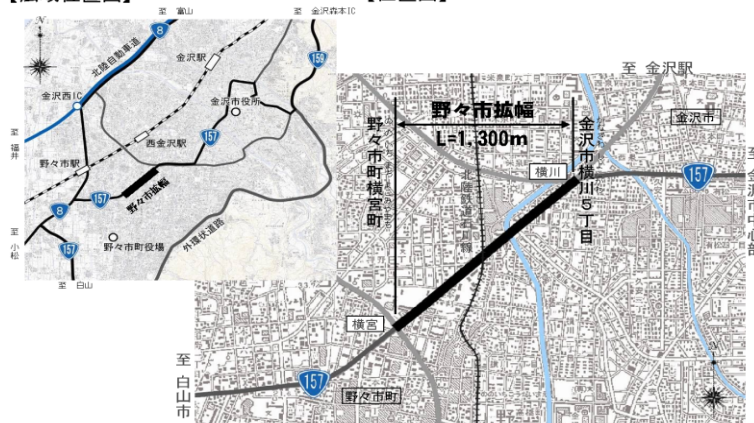 至 富山
至 金沢森本IC
N
8
北陸自動車道
金沢駅
159
金沢西IC
金沢市役所
至 福井
157
西金沢駅
野々市駅
157
野々市拡幅
8
外環状道路
至 小松
157
野々市町役場
至 白山
至 金沢駅
野々市拡幅
L=1,300m
金沢市
野々市町横宮町
金沢市横川5丁目
横川
157
至 金沢市中心部
北陸鉄道石川線
横宮
至 白山市
157
野々市町